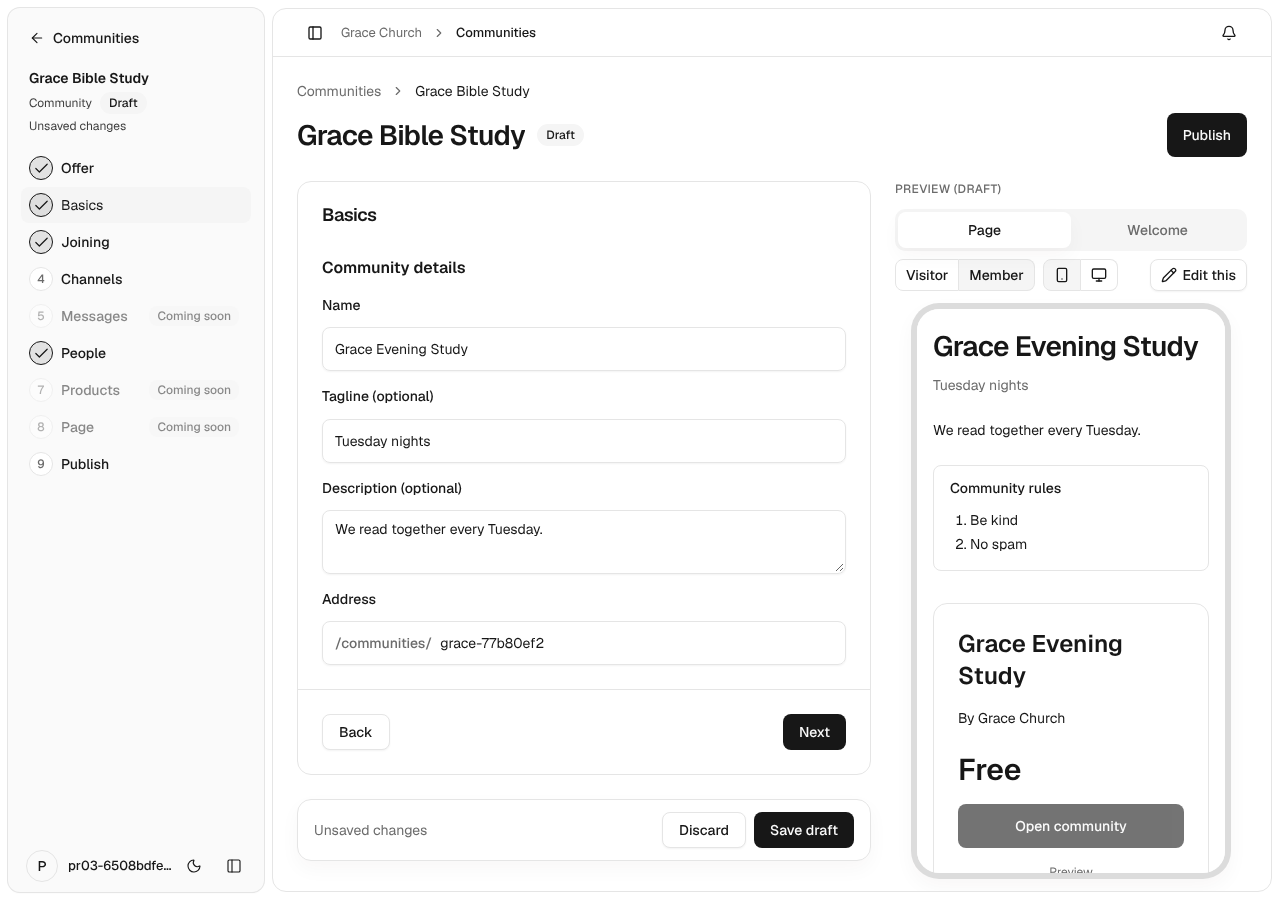 Communities
Grace Bible Study
Community Draft
Unsaved changes
Offer
Basics
Joining
4 Channels
5 Messages Coming soon
People
7 Products Coming soon
8 Page Coming soon
9 Publish
P pr03-6508bdfe…
Grace Church > Communities
Communities > Grace Bible Study
Grace Bible Study Draft
Publish
Basics
Community details
Name
Grace Evening Study
Tagline (optional)
Tuesday nights
Description (optional)
We read together every Tuesday.
Address
/communities/ grace-77b80ef2
Back Next
Unsaved changes Discard Save draft
PREVIEW (DRAFT)
Page Welcome
Visitor Member Edit this
Grace Evening Study
Tuesday nights
We read together every Tuesday.
Community rules
1. Be kind
2. No spam
Grace Evening
Study
By Grace Church
Free
Open community
Preview